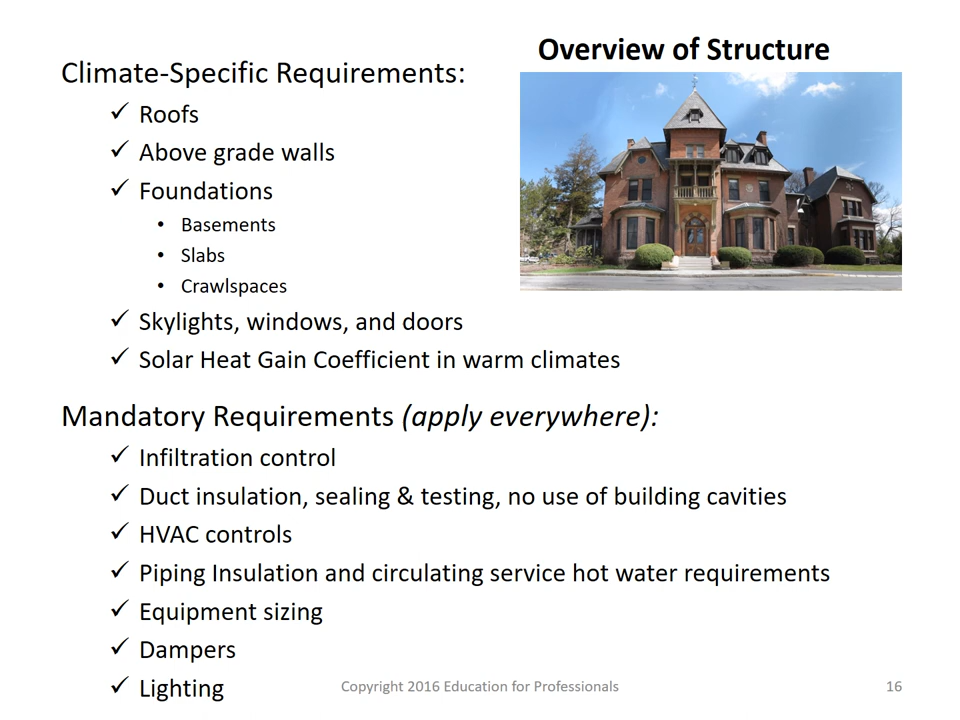 Overview of Structure
Climate-Specific Requirements:
✓ Roofs
✓ Above grade walls
✓ Foundations
• Basements
• Slabs
• Crawlspaces
✓ Skylights, windows, and doors
✓ Solar Heat Gain Coefficient in warm climates
Mandatory Requirements (apply everywhere):
✓ Infiltration control
✓ Duct insulation, sealing & testing, no use of building cavities
✓ HVAC controls
✓ Piping Insulation and circulating service hot water requirements
✓ Equipment sizing
✓ Dampers
✓ Lighting
Copyright 2016 Education for Professionals
16